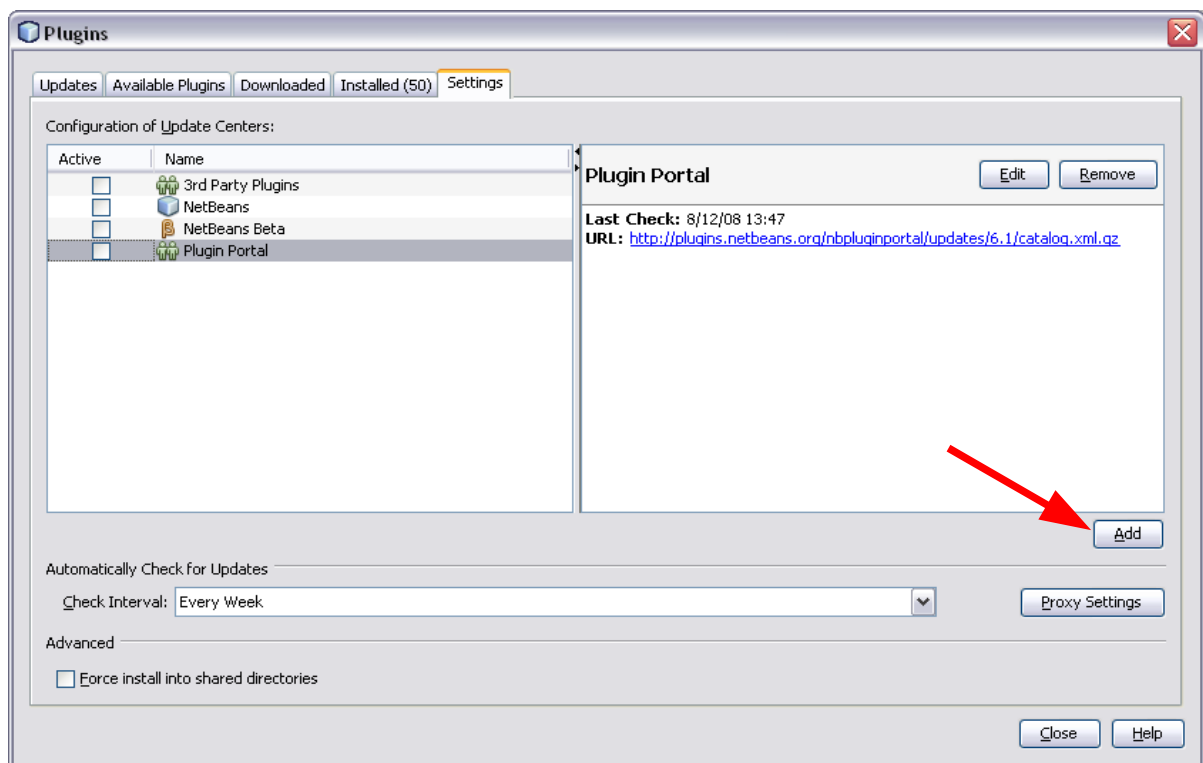 Plugins
Updates Available Plugins Downloaded Installed (50) Settings
Configuration of Update Centers:
Active Name
3rd Party Plugins
NetBeans
β NetBeans Beta
Plugin Portal
Plugin Portal Edit Remove
Last Check: 8/12/08 13:47
URL: http://plugins.netbeans.org/nbpluginportal/updates/6.1/catalog.xml.gz
Add
Automatically Check for Updates
Check Interval: Every Week Proxy Settings
Advanced
Force install into shared directories
Close Help